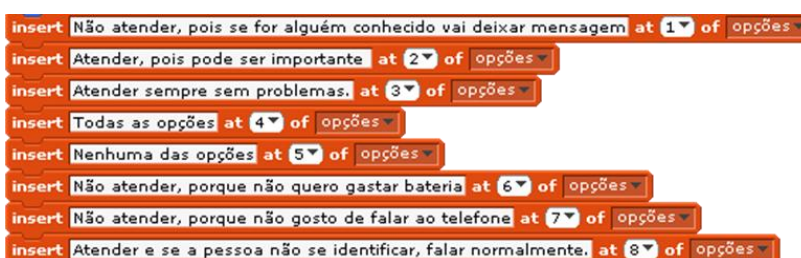 insert Não atender, pois se for alguém conhecido vai deixar mensagem at 1 of opções
insert Atender, pois pode ser importante at 2 of opções
insert Atender sempre sem problemas. at 3 of opções
insert Todas as opções at 4 of opções
insert Nenhuma das opções at 5 of opções
insert Não atender, porque não quero gastar bateria at 6 of opções
insert Não atender, porque não gosto de falar ao telefone at 7 of opções
insert Atender e se a pessoa não se identificar, falar normalmente. at 8 of opções